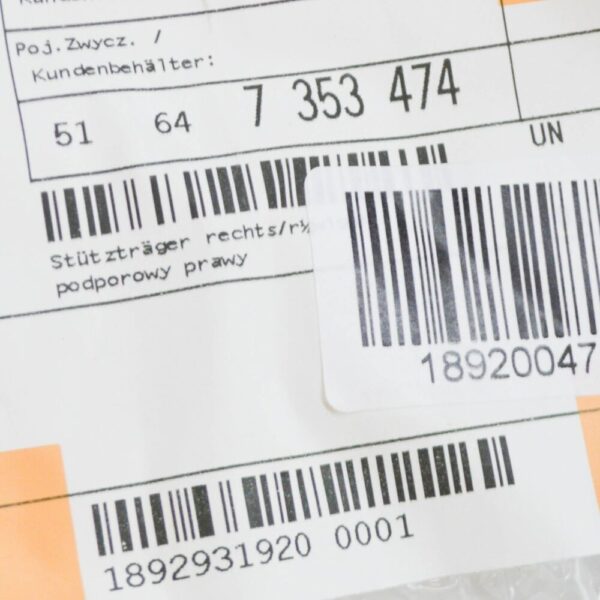 Poj.Zwycz. /
Kundenbehälter:
51 64 7 353 474
UN
Stützträger rechts/r
podporowy prawy
18920047
1892931920 0001